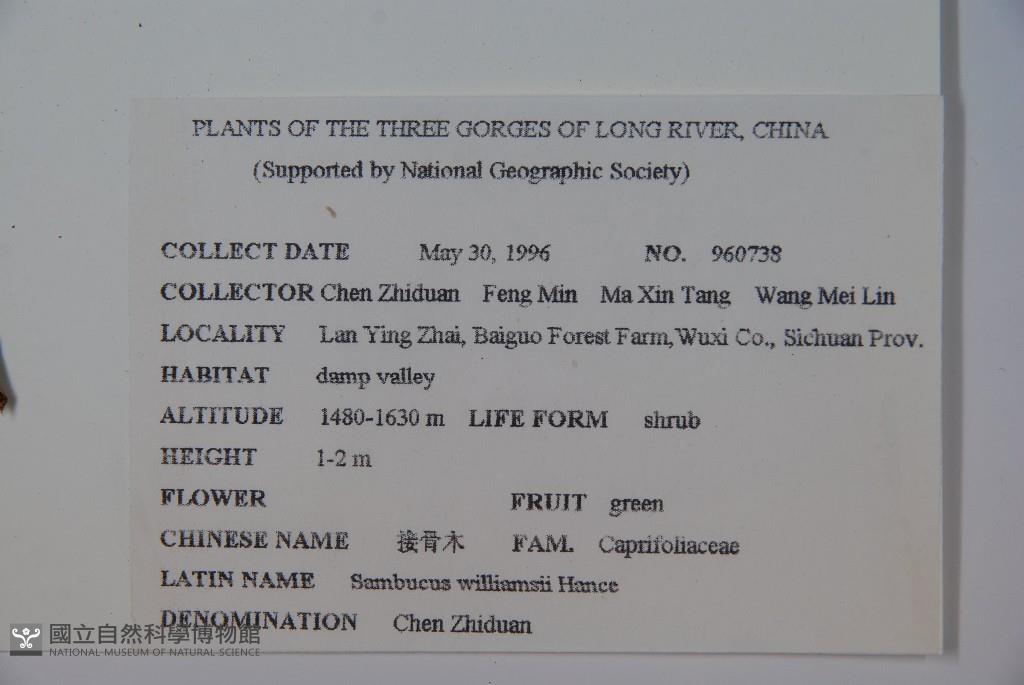 PLANTS OF THE THREE GORGES OF LONG RIVER, CHINA
(Supported by National Geographic Society)
COLLECT DATE May 30, 1996 NO. 960738
COLLECTOR Chen Zhiduan Feng Min Ma Xin Tang Wang Mei Lin
LOCALITY Lan Ying Zhai, Baiguo Forest Farm, Wuxi Co., Sichuan Prov.
HABITAT damp valley
ALTITUDE 1480-1630 m LIFE FORM shrub
HEIGHT 1-2 m
FLOWER FRUIT green
CHINESE NAME 接骨木 FAM. Caprifoliaceae
LATIN NAME Sambucus williamsii Hance
DENOMINATION Chen Zhiduan
國立自然科學博物館
NATIONAL MUSEUM OF NATURAL SCIENCE